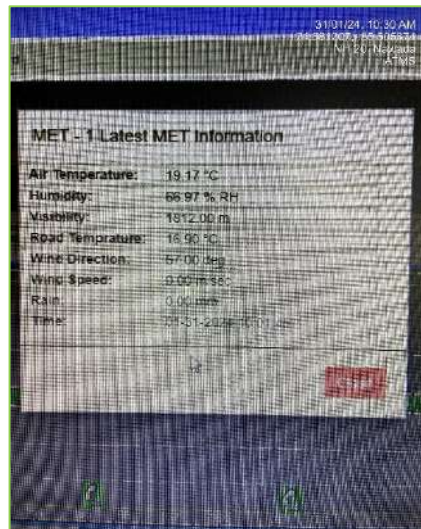 31/01/24, 10:30 AM
NH 20, Nawada
ATMS
MET - 1 Latest MET Information
Air Temperature: 19.17 °C
Humidity: 66.97 % RH
Visibility: 1812.00 m
Road Temprature: 16.90 °C
Wind Direction: 57.00 deg
Wind Speed: 0.00 m/sec
Rain: 0.00 mm
Time: